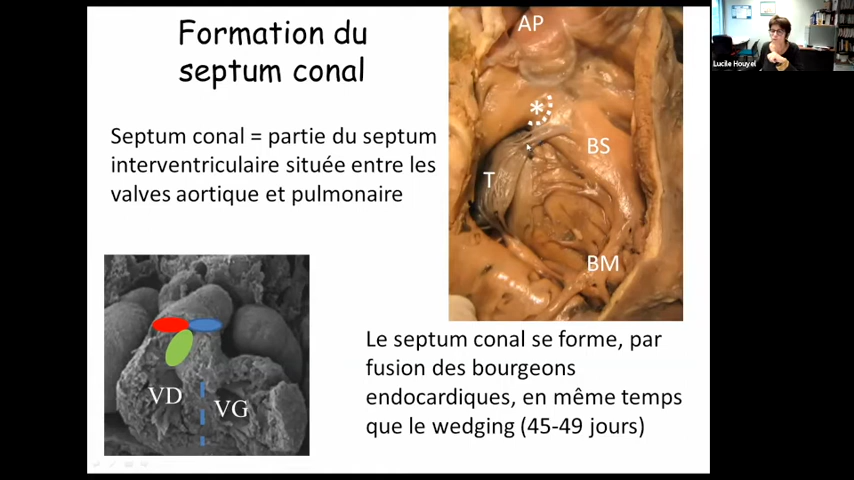 Formation du
septum conal
Septum conal = partie du septum
interventriculaire située entre les
valves aortique et pulmonaire
AP
*
BS
T
BM
VD
VG
Le septum conal se forme, par
fusion des bourgeons
endocardiques, en même temps
que le wedging (45-49 jours)
Lucile Houyel